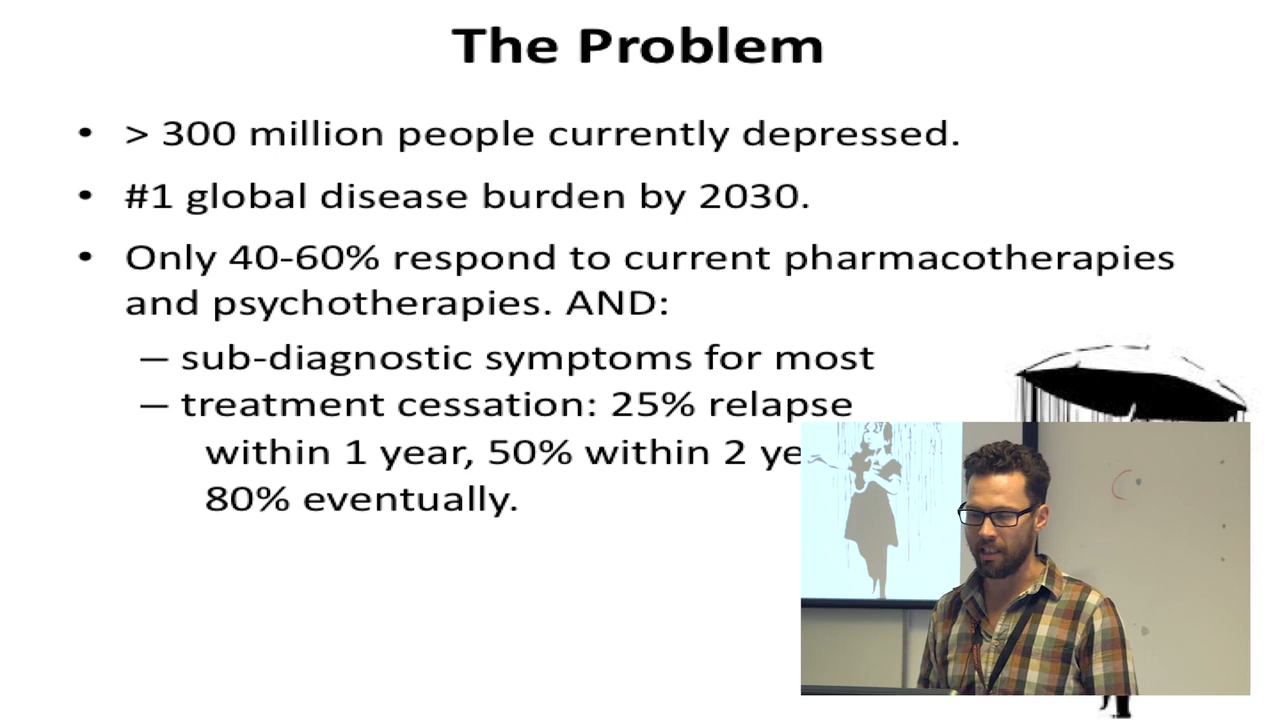 The Problem
• > 300 million people currently depressed.
• #1 global disease burden by 2030.
• Only 40-60% respond to current pharmacotherapies
and psychotherapies. AND:
– sub-diagnostic symptoms for most
– treatment cessation: 25% relapse
within 1 year, 50% within 2
80% eventually.